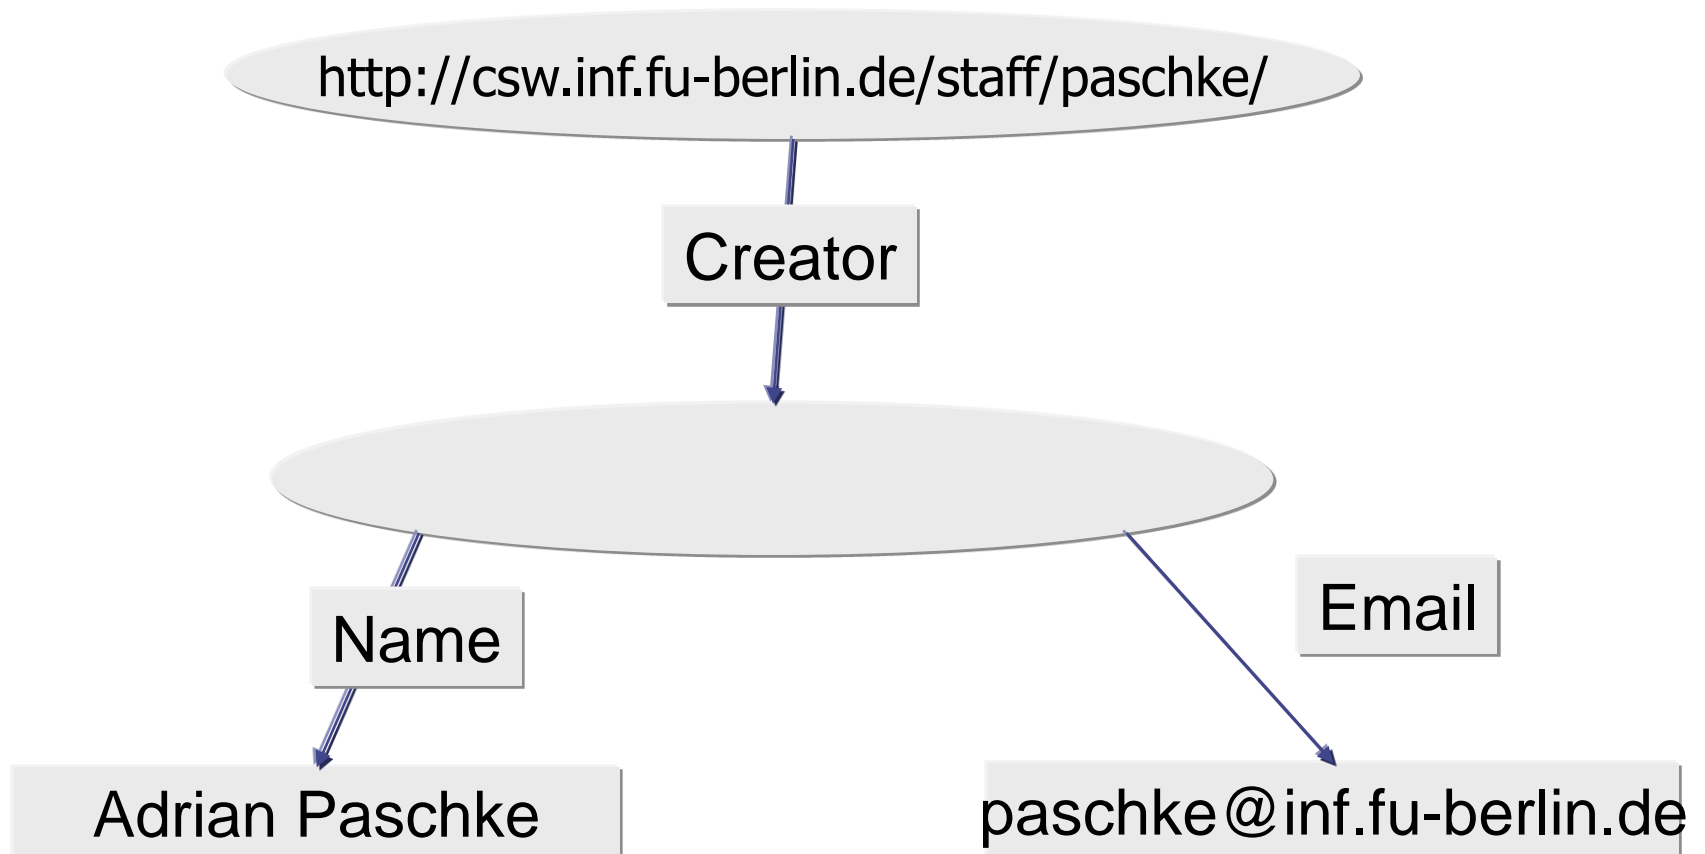 http://csw.inf.fu-berlin.de/staff/paschke/
Creator
Name
Email
Adrian Paschke
paschke@inf.fu-berlin.de